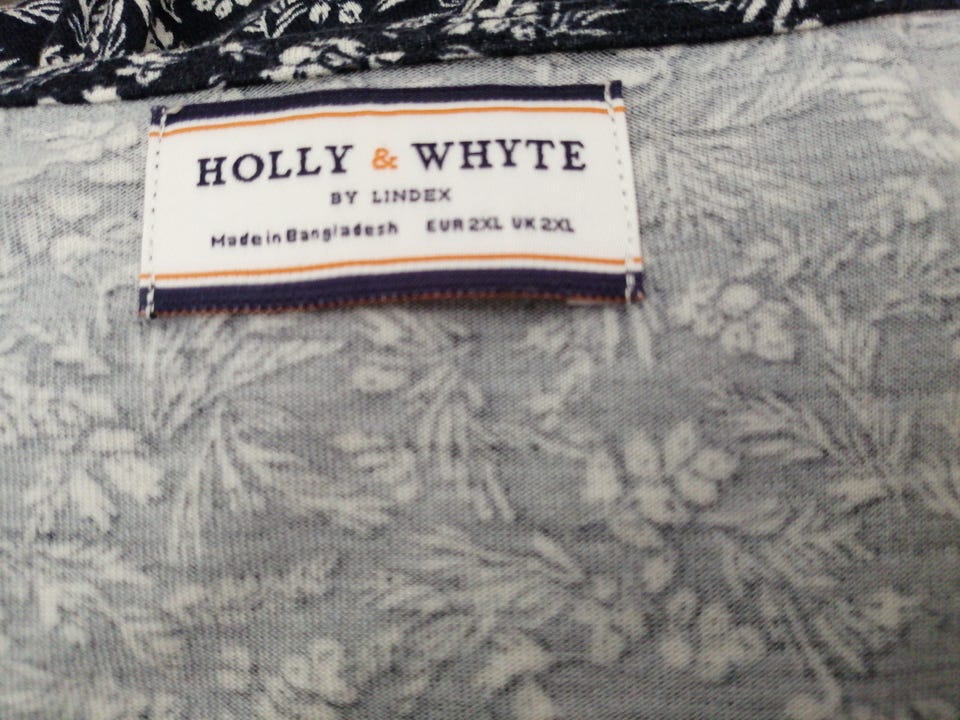 HOLLY & WHYTE
BY LINDEX
Made in Bangladesh EUR 2XL UK 2XL